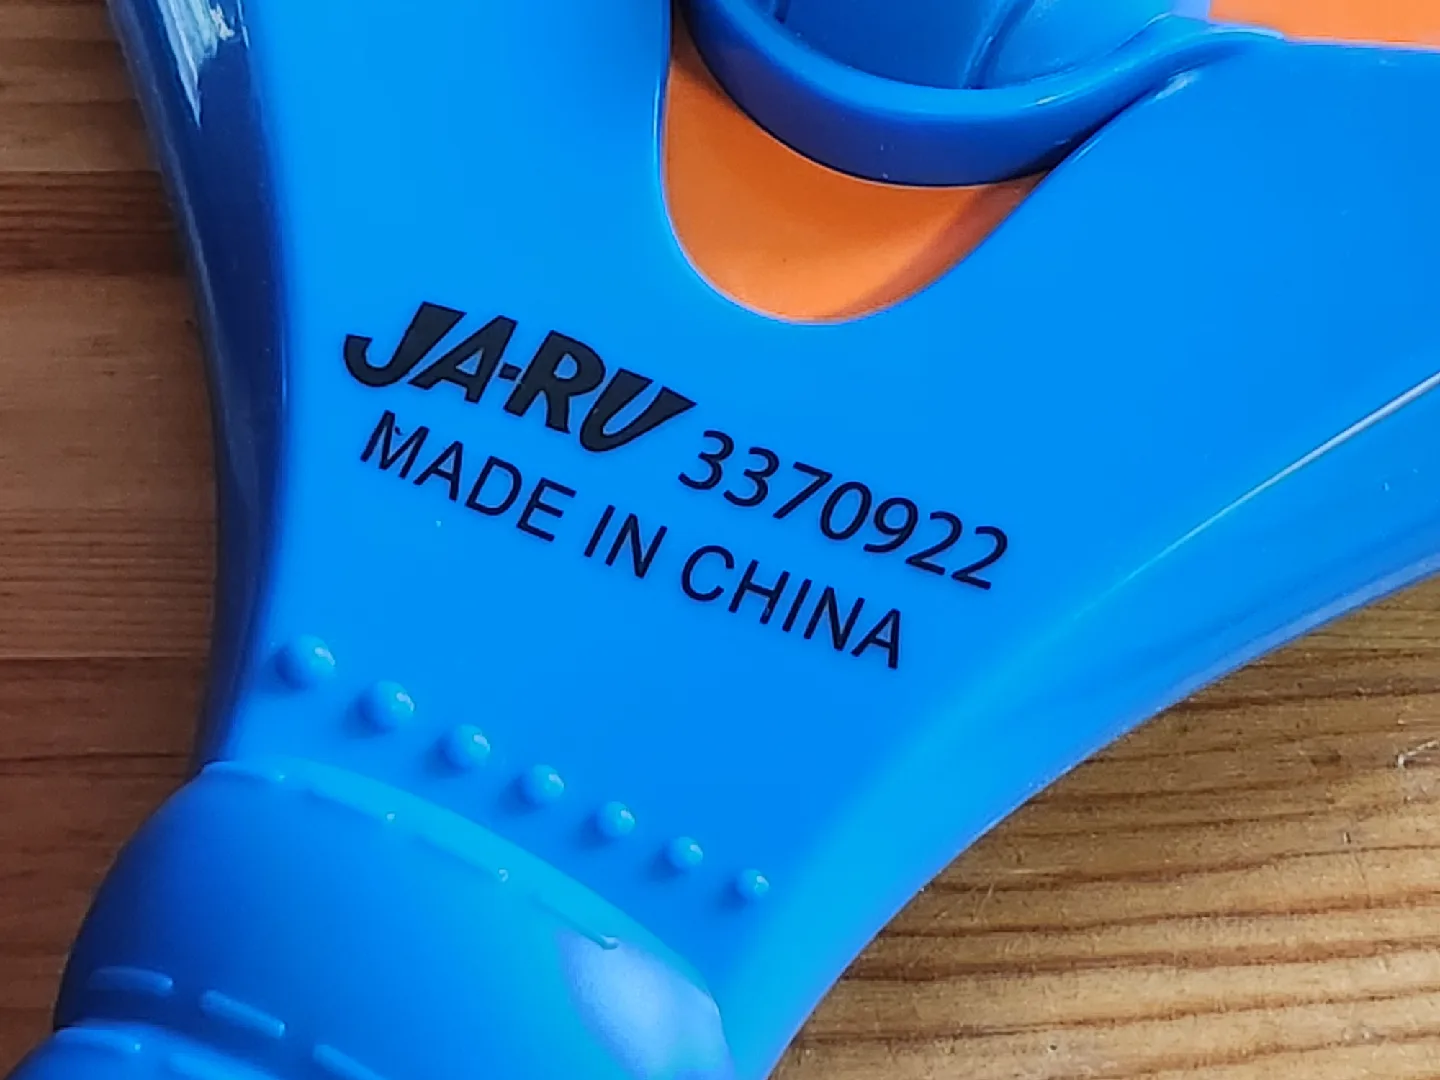 JA-RU 3370922
MADE IN CHINA